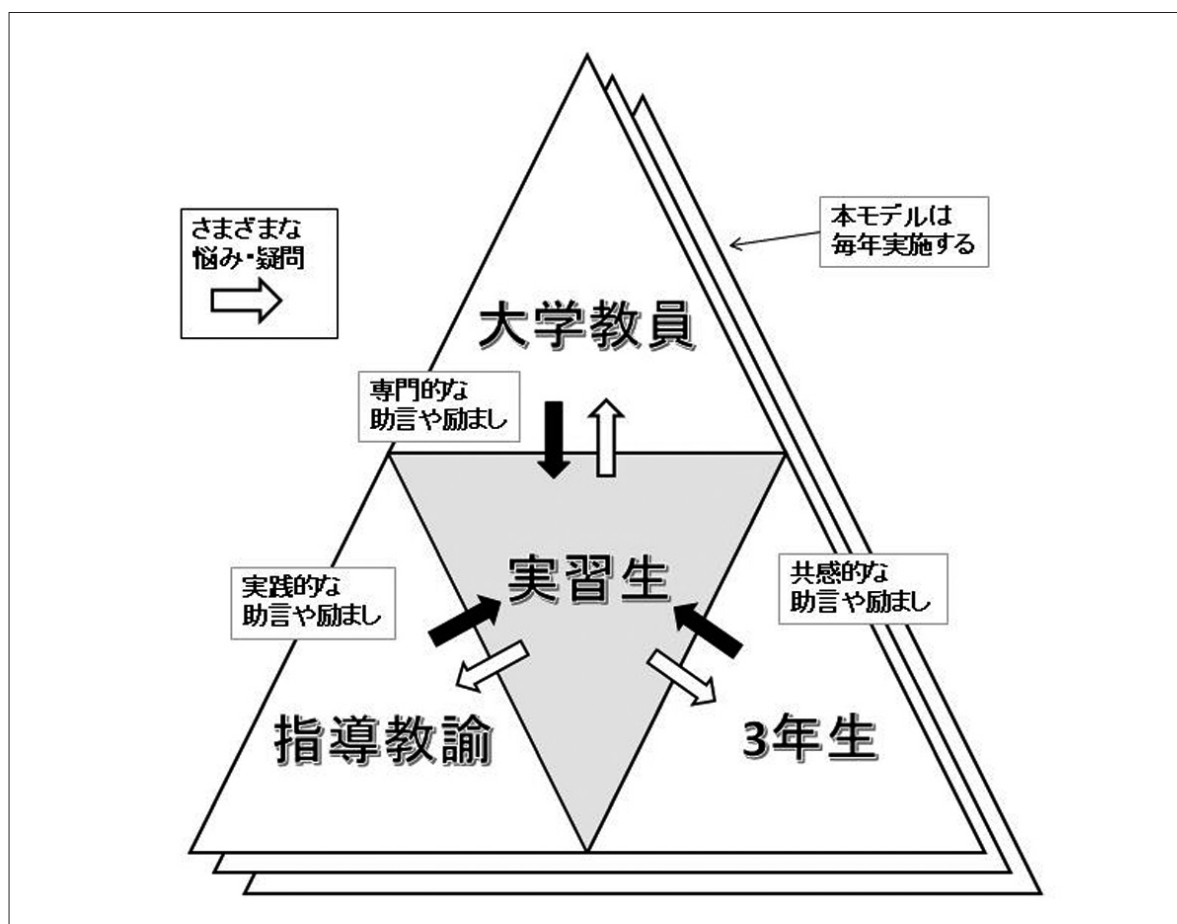 さまざまな
悩み・疑問
本モデルは
毎年実施する
大学教員
専門的な
助言や励まし
実習生
実践的な
助言や励まし
共感的な
助言や励まし
指導教諭
3年生